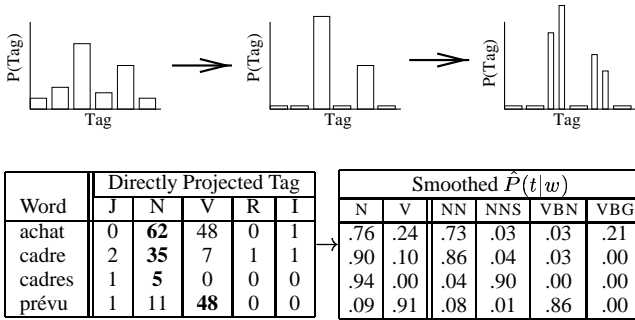 P(Tag) P(Tag) P(Tag)
Tag Tag Tag
Directly Projected Tag Smoothed P̂(t|w)
Word J N V R I N V NN NNS VBN VBG
achat 0 62 48 0 1 .76 .24 .73 .03 .03 .21
cadre 2 35 7 1 1 .90 .10 .86 .04 .03 .00
cadres 1 5 0 0 0 .94 .00 .04 .90 .00 .00
prévu 1 11 48 0 0 .09 .91 .08 .01 .86 .00